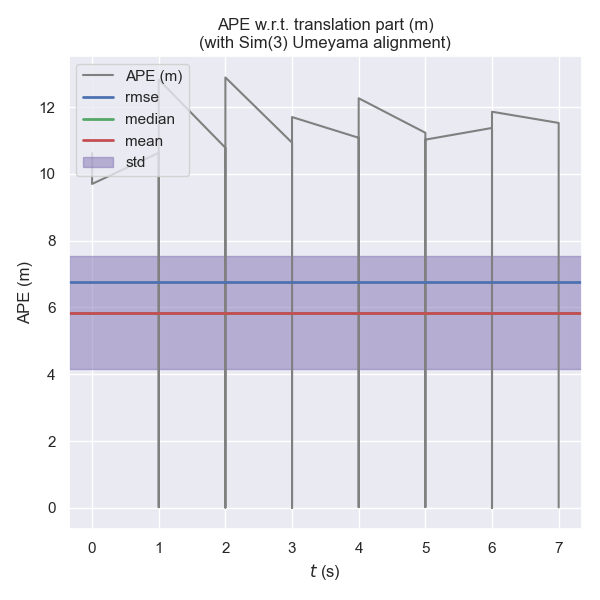 APE w.r.t. translation part (m)
(with Sim(3) Umeyama alignment)
APE (m)
rmse
median
mean
std
12
10
8
6
4
2
0
APE (m)
0 1 2 3 4 5 6 7
t (s)